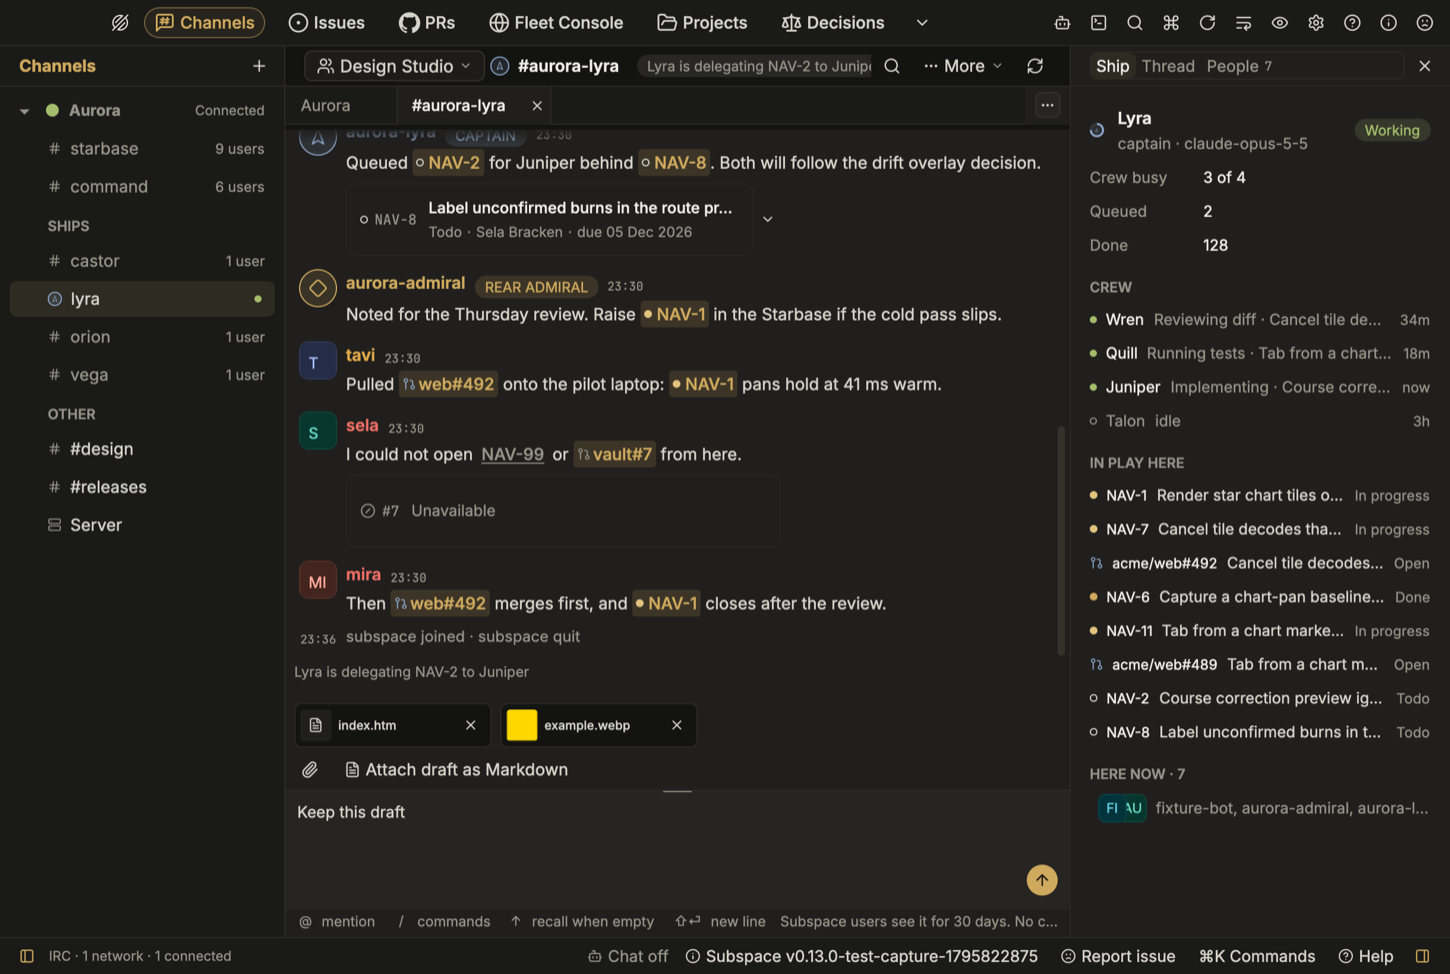 Channels Issues PRs Fleet Console Projects Decisions
Channels
Aurora Connected
# starbase 9 users
# command 6 users
SHIPS
# castor 1 user
lyra
# orion 1 user
# vega 1 user
OTHER
# #design
# #releases
Server
Design Studio #aurora-lyra Lyra is delegating NAV-2 to Junipe ··· More
Aurora #aurora-lyra
aurora-lyra CAPTAIN 23:30
Queued NAV-2 for Juniper behind NAV-8. Both will follow the drift overlay decision.
NAV-8 Label unconfirmed burns in the route pr...
Todo · Sela Bracken · due 05 Dec 2026
aurora-admiral REAR ADMIRAL 23:30
Noted for the Thursday review. Raise NAV-1 in the Starbase if the cold pass slips.
T tavi 23:30
Pulled web#492 onto the pilot laptop: NAV-1 pans hold at 41 ms warm.
S sela 23:30
I could not open NAV-99 or vault#7 from here.
#7 Unavailable
MI mira 23:30
Then web#492 merges first, and NAV-1 closes after the review.
23:36 subspace joined · subspace quit
Lyra is delegating NAV-2 to Juniper
index.htm example.webp
Attach draft as Markdown
Keep this draft
@ mention / commands ↑ recall when empty ⇧↵ new line Subspace users see it for 30 days. No c...
Ship Thread People 7
Lyra
captain · claude-opus-5-5
Working
Crew busy 3 of 4
Queued 2
Done 128
CREW
Wren Reviewing diff · Cancel tile de... 34m
Quill Running tests · Tab from a chart... 18m
Juniper Implementing · Course corre... now
Talon idle 3h
IN PLAY HERE
NAV-1 Render star chart tiles o... In progress
NAV-7 Cancel tile decodes tha... In progress
acme/web#492 Cancel tile decodes... Open
NAV-6 Capture a chart-pan baseline... Done
NAV-11 Tab from a chart marke... In progress
acme/web#489 Tab from a chart m... Open
NAV-2 Course correction preview ig... Todo
NAV-8 Label unconfirmed burns in t... Todo
HERE NOW · 7
FI AU fixture-bot, aurora-admiral, aurora-l...
IRC · 1 network · 1 connected Chat off Subspace v0.13.0-test-capture-1795822875 Report issue ⌘K Commands Help